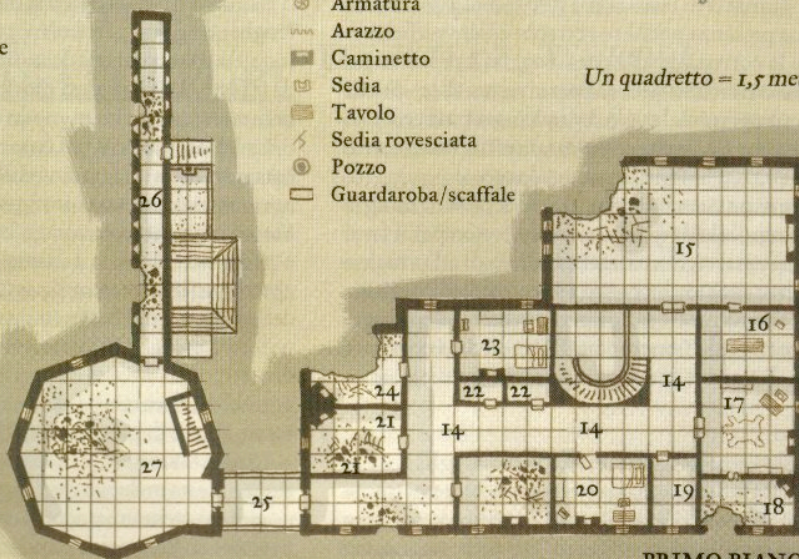 e
Armatura
Arazzo
Caminetto
Sedia
Un quadretto = 1,5 me
Tavolo
Sedia rovesciata
Pozzo
Guardaroba/scaffale
26
15
16
23
24
22
22
14
17
21
14
14
21
27
20
19
18
25
PRIMO PIANO